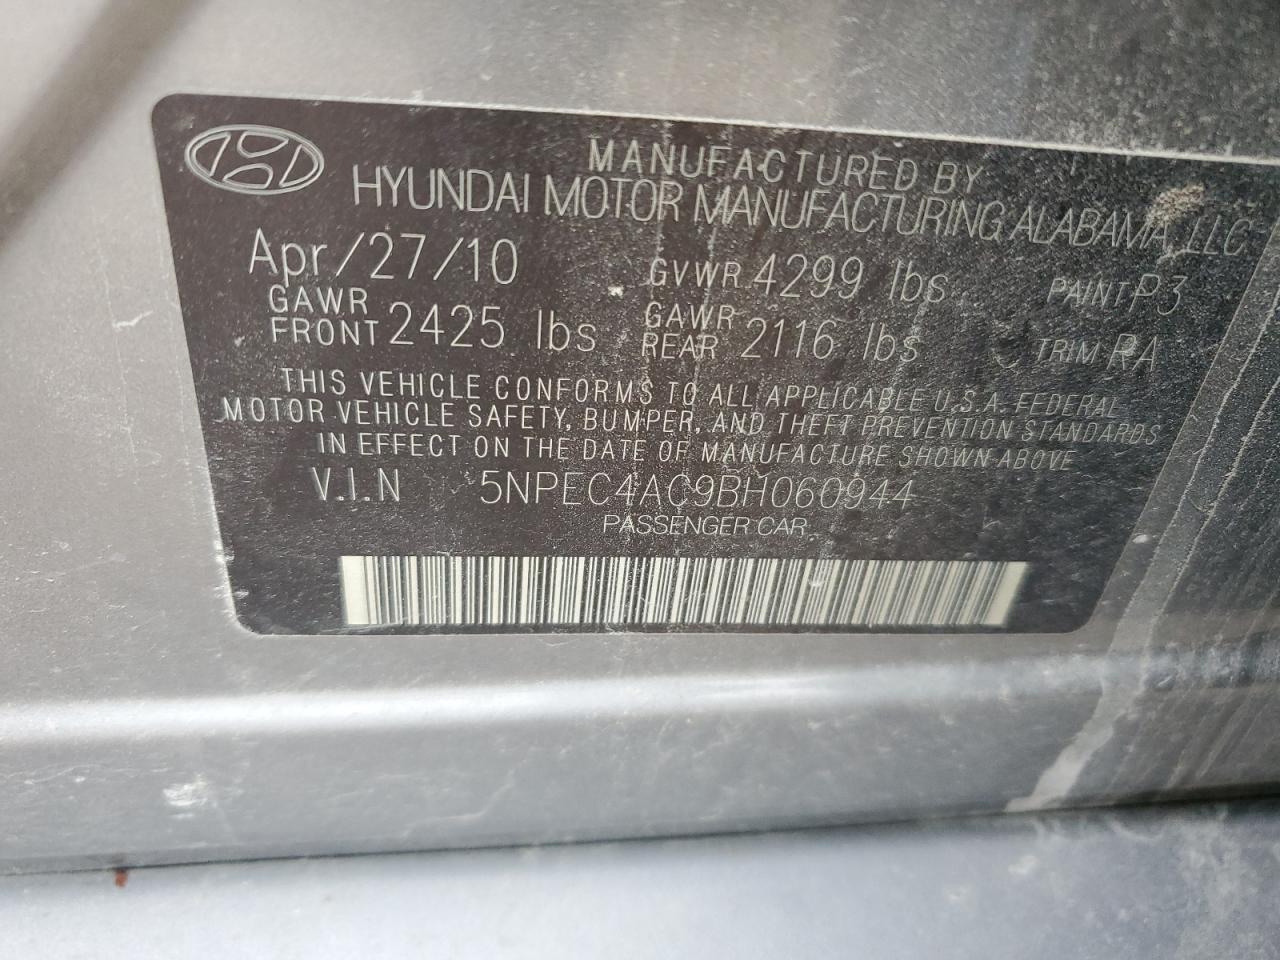 MANUFACTURED BY
HYUNDAI MOTOR MANUFACTURING ALABAMA, LLC
Apr/27/10 GVWR 4299 lbs PAINT P3
GAWR FRONT 2425 lbs GAWR REAR 2116 lbs TRIM RA
THIS VEHICLE CONFORMS TO ALL APPLICABLE U.S.A. FEDERAL
MOTOR VEHICLE SAFETY, BUMPER, AND THEFT PREVENTION STANDARDS
IN EFFECT ON THE DATE OF MANUFACTURE SHOWN ABOVE
V.I.N 5NPEC4AC9BH060944
PASSENGER CAR